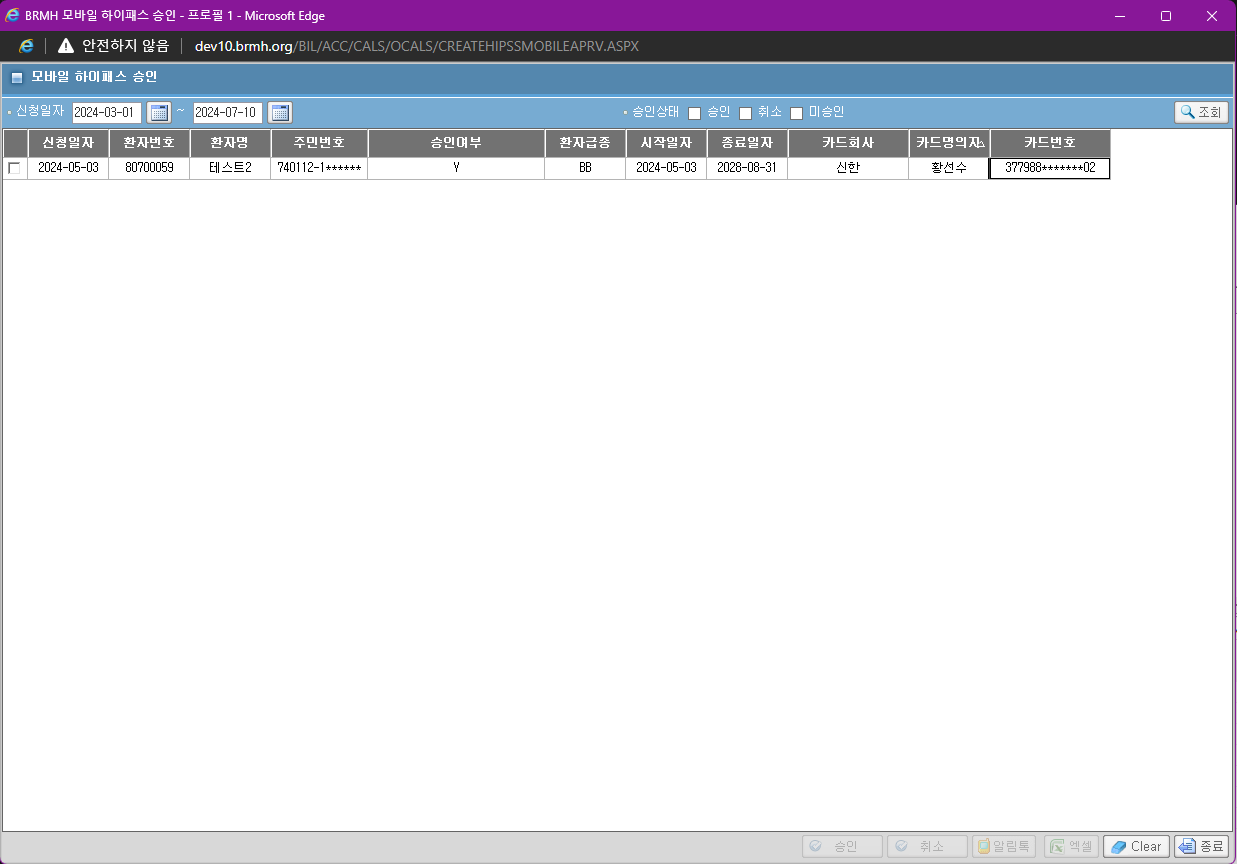 BRMH 모바일 하이패스 승인 - 프로필 1 - Microsoft Edge
안전하지 않음 dev10.brmh.org/BIL/ACC/CALS/OCALS/CREATEHIPSSMOBILEAPRV.ASPX
모바일 하이패스 승인
신청일자 2024-03-01 ~ 2024-07-10 승인상태 승인 취소 미승인 조회
신청일자 환자번호 환자명 주민번호 승인여부 환자급종 시작일자 종료일자 카드회사 카드명의자 카드번호
2024-05-03 80700059 테스트2 740112-1****** Y BB 2024-05-03 2028-08-31 신한 황선수 377988*******02
승인 취소 알림톡 엑셀 Clear 종료